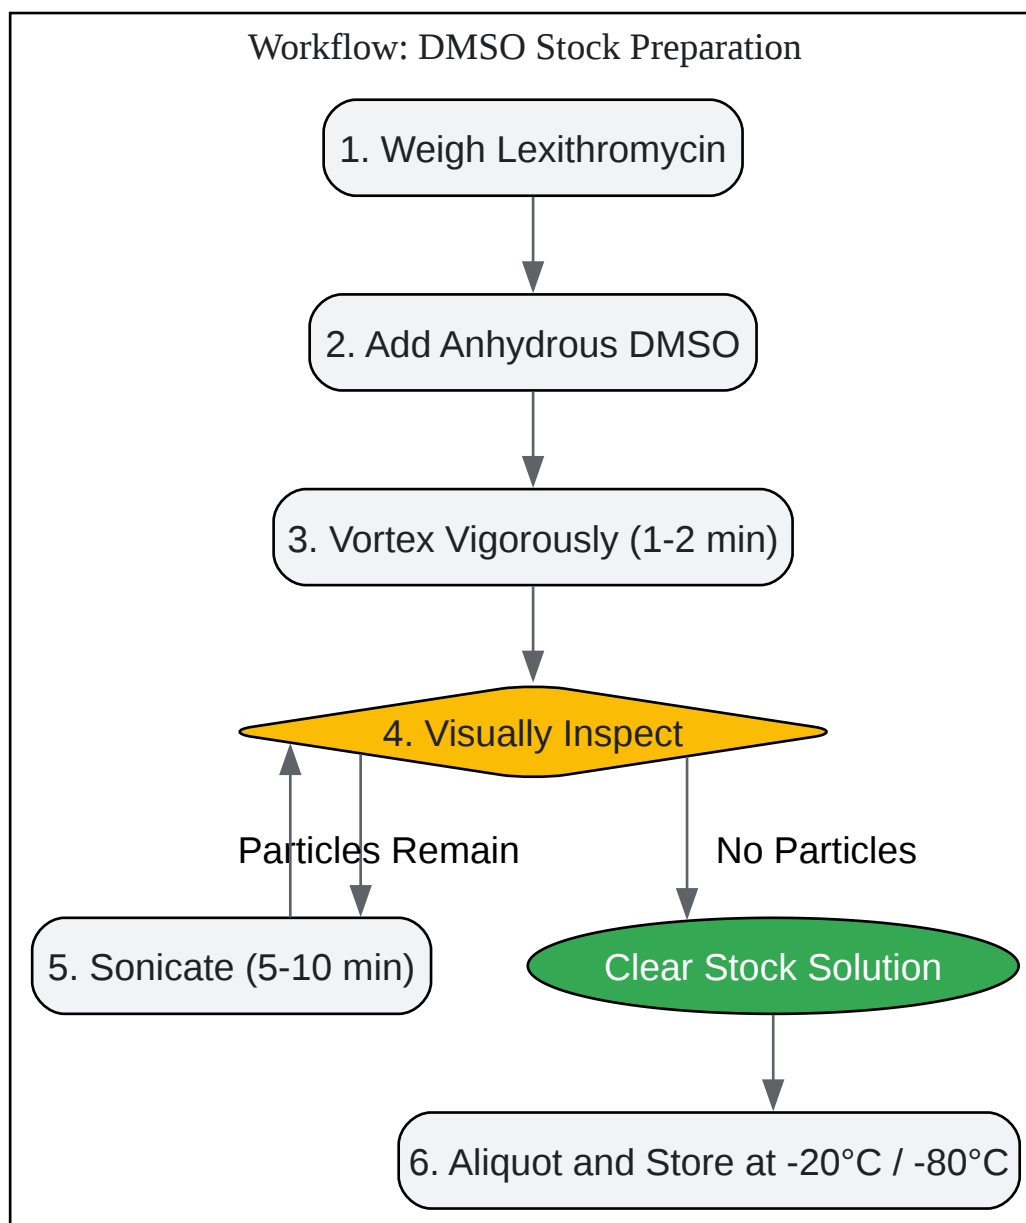 Workflow: DMSO Stock Preparation
1. Weigh Lexithromycin
2. Add Anhydrous DMSO
3. Vortex Vigorously (1-2 min)
4. Visually Inspect
Particles Remain
No Particles
5. Sonicate (5-10 min)
Clear Stock Solution
6. Aliquot and Store at -20°C / -80°C